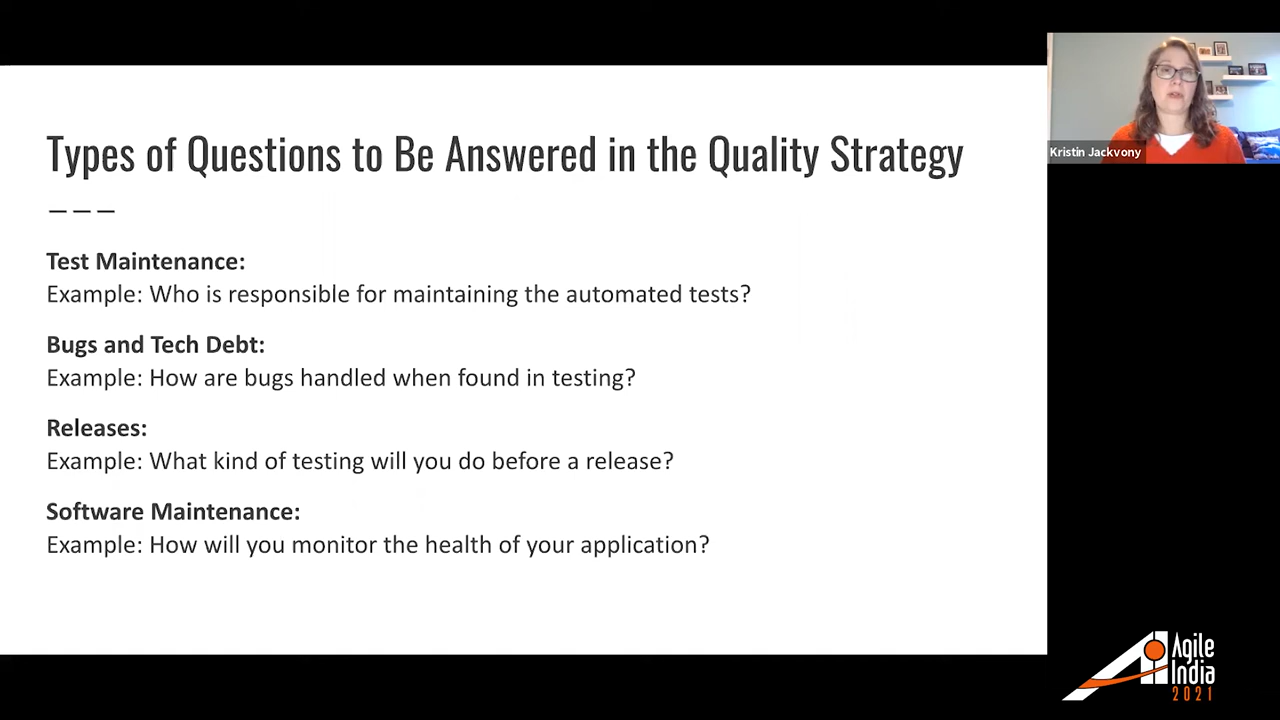 Types of Questions to Be Answered in the Quality Strategy
Test Maintenance:
Example: Who is responsible for maintaining the automated tests?
Bugs and Tech Debt:
Example: How are bugs handled when found in testing?
Releases:
Example: What kind of testing will you do before a release?
Software Maintenance:
Example: How will you monitor the health of your application?
Kristin Jackvony
Agile
India
2021